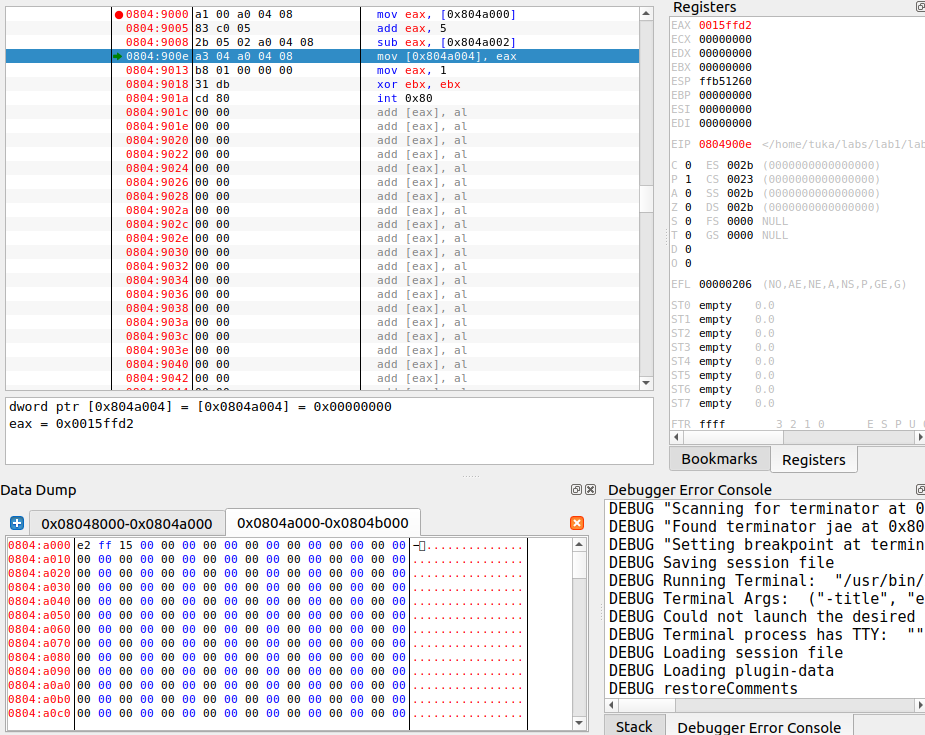 0804:9000 a1 00 a0 04 08 mov eax, [0x804a000]
0804:9005 83 c0 05 add eax, 5
0804:9008 2b 05 02 a0 04 08 sub eax, [0x804a002]
0804:900e a3 04 a0 04 08 mov [0x804a004], eax
0804:9013 b8 01 00 00 00 mov eax, 1
0804:9018 31 db xor ebx, ebx
0804:901a cd 80 int 0x80
0804:901c 00 00 add [eax], al
0804:901e 00 00 add [eax], al
0804:9020 00 00 add [eax], al
0804:9022 00 00 add [eax], al
0804:9024 00 00 add [eax], al
0804:9026 00 00 add [eax], al
0804:9028 00 00 add [eax], al
0804:902a 00 00 add [eax], al
0804:902c 00 00 add [eax], al
0804:902e 00 00 add [eax], al
0804:9030 00 00 add [eax], al
0804:9032 00 00 add [eax], al
0804:9034 00 00 add [eax], al
0804:9036 00 00 add [eax], al
0804:9038 00 00 add [eax], al
0804:903a 00 00 add [eax], al
0804:903c 00 00 add [eax], al
0804:903e 00 00 add [eax], al
0804:9040 00 00 add [eax], al
0804:9042 00 00 add [eax], al
dword ptr [0x804a004] = [0x0804a004] = 0x00000000
eax = 0x0015ffd2
Registers
EAX 0015ffd2
ECX 00000000
EDX 00000000
EBX 00000000
ESP ffb51260
EBP 00000000
ESI 00000000
EDI 00000000
EIP 0804900e </home/tuka/labs/lab1/lab
C 0 ES 002b (0000000000000000)
P 1 CS 0023 (0000000000000000)
A 0 SS 002b (0000000000000000)
Z 0 DS 002b (0000000000000000)
S 0 FS 0000 NULL
T 0 GS 0000 NULL
D 0
O 0
EFL 00000206 (NO,AE,NE,A,NS,P,GE,G)
ST0 empty 0.0
ST1 empty 0.0
ST2 empty 0.0
ST3 empty 0.0
ST4 empty 0.0
ST5 empty 0.0
ST6 empty 0.0
ST7 empty 0.0
FTR ffff 3 2 1 0 E S P U
Bookmarks Registers
Data Dump
0x08048000-0x0804a000 0x0804a000-0x0804b000
0804:a000 e2 ff 15 00 00 00 00 00 00 00 00 00 00 00 00 00
0804:a010 00 00 00 00 00 00 00 00 00 00 00 00 00 00 00 00 ................
0804:a020 00 00 00 00 00 00 00 00 00 00 00 00 00 00 00 00 ................
0804:a030 00 00 00 00 00 00 00 00 00 00 00 00 00 00 00 00 ................
0804:a040 00 00 00 00 00 00 00 00 00 00 00 00 00 00 00 00 ................
0804:a050 00 00 00 00 00 00 00 00 00 00 00 00 00 00 00 00 ................
0804:a060 00 00 00 00 00 00 00 00 00 00 00 00 00 00 00 00 ................
0804:a070 00 00 00 00 00 00 00 00 00 00 00 00 00 00 00 00 ................
0804:a080 00 00 00 00 00 00 00 00 00 00 00 00 00 00 00 00 ................
0804:a090 00 00 00 00 00 00 00 00 00 00 00 00 00 00 00 00 ................
0804:a0a0 00 00 00 00 00 00 00 00 00 00 00 00 00 00 00 00 ................
0804:a0b0 00 00 00 00 00 00 00 00 00 00 00 00 00 00 00 00 ................
0804:a0c0 00 00 00 00 00 00 00 00 00 00 00 00 00 00 00 00 ................
Debugger Error Console
DEBUG "Scanning for terminator at 0
DEBUG "Found terminator jae at 0x80
DEBUG "Setting breakpoint at termin
DEBUG Saving session file
DEBUG Running Terminal: "/usr/bin/
DEBUG Terminal Args: ("-title", "e
DEBUG Could not launch the desired
DEBUG Terminal process has TTY: ""
DEBUG Loading session file
DEBUG Loading plugin-data
DEBUG restoreComments
Stack Debugger Error Console